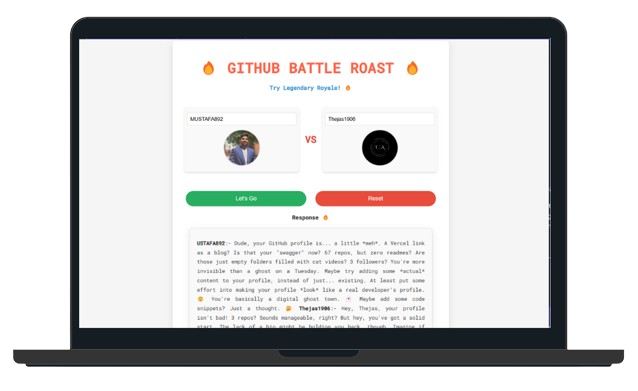 🔥 GITHUB BATTLE ROAST 🔥
Try Legendary Royale! 🔥
MUSTAFA892
Thejas1906
VS
Let's Go
Reset
Response 🔥
USTAFA892:- Dude, your GitHub profile is... a little *meh*. A Vercel link
as a blog? Is that your "swagger" now? 67 repos, but zero readmes? Are
those just empty folders filled with cat videos? 3 followers? You're more
invisible than a ghost on a Tuesday. Maybe try adding some *actual*
content to your profile, instead of just... existing. At least put some
effort into making your profile *look* like a real developer's profile.
You're basically a digital ghost town. Maybe add some code
snippets? Just a thought. Thejas1906:- Hey, Thejas, your profile
isn't bad! 3 repos? Sounds manageable, right? But hey, you've got a solid
start. The lack of a bio might be holding you back, though. Imagine if